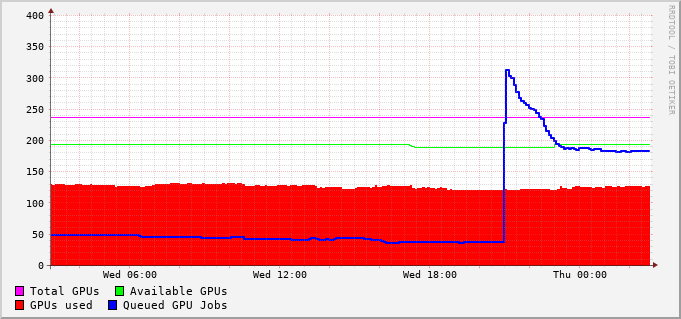 400
350
300
250
200
150
100
50
0
Wed 06:00 Wed 12:00 Wed 18:00 Thu 00:00
Total GPUs Available GPUs
GPUs used Queued GPU Jobs
RRDTOOL / TOBI OETIKER